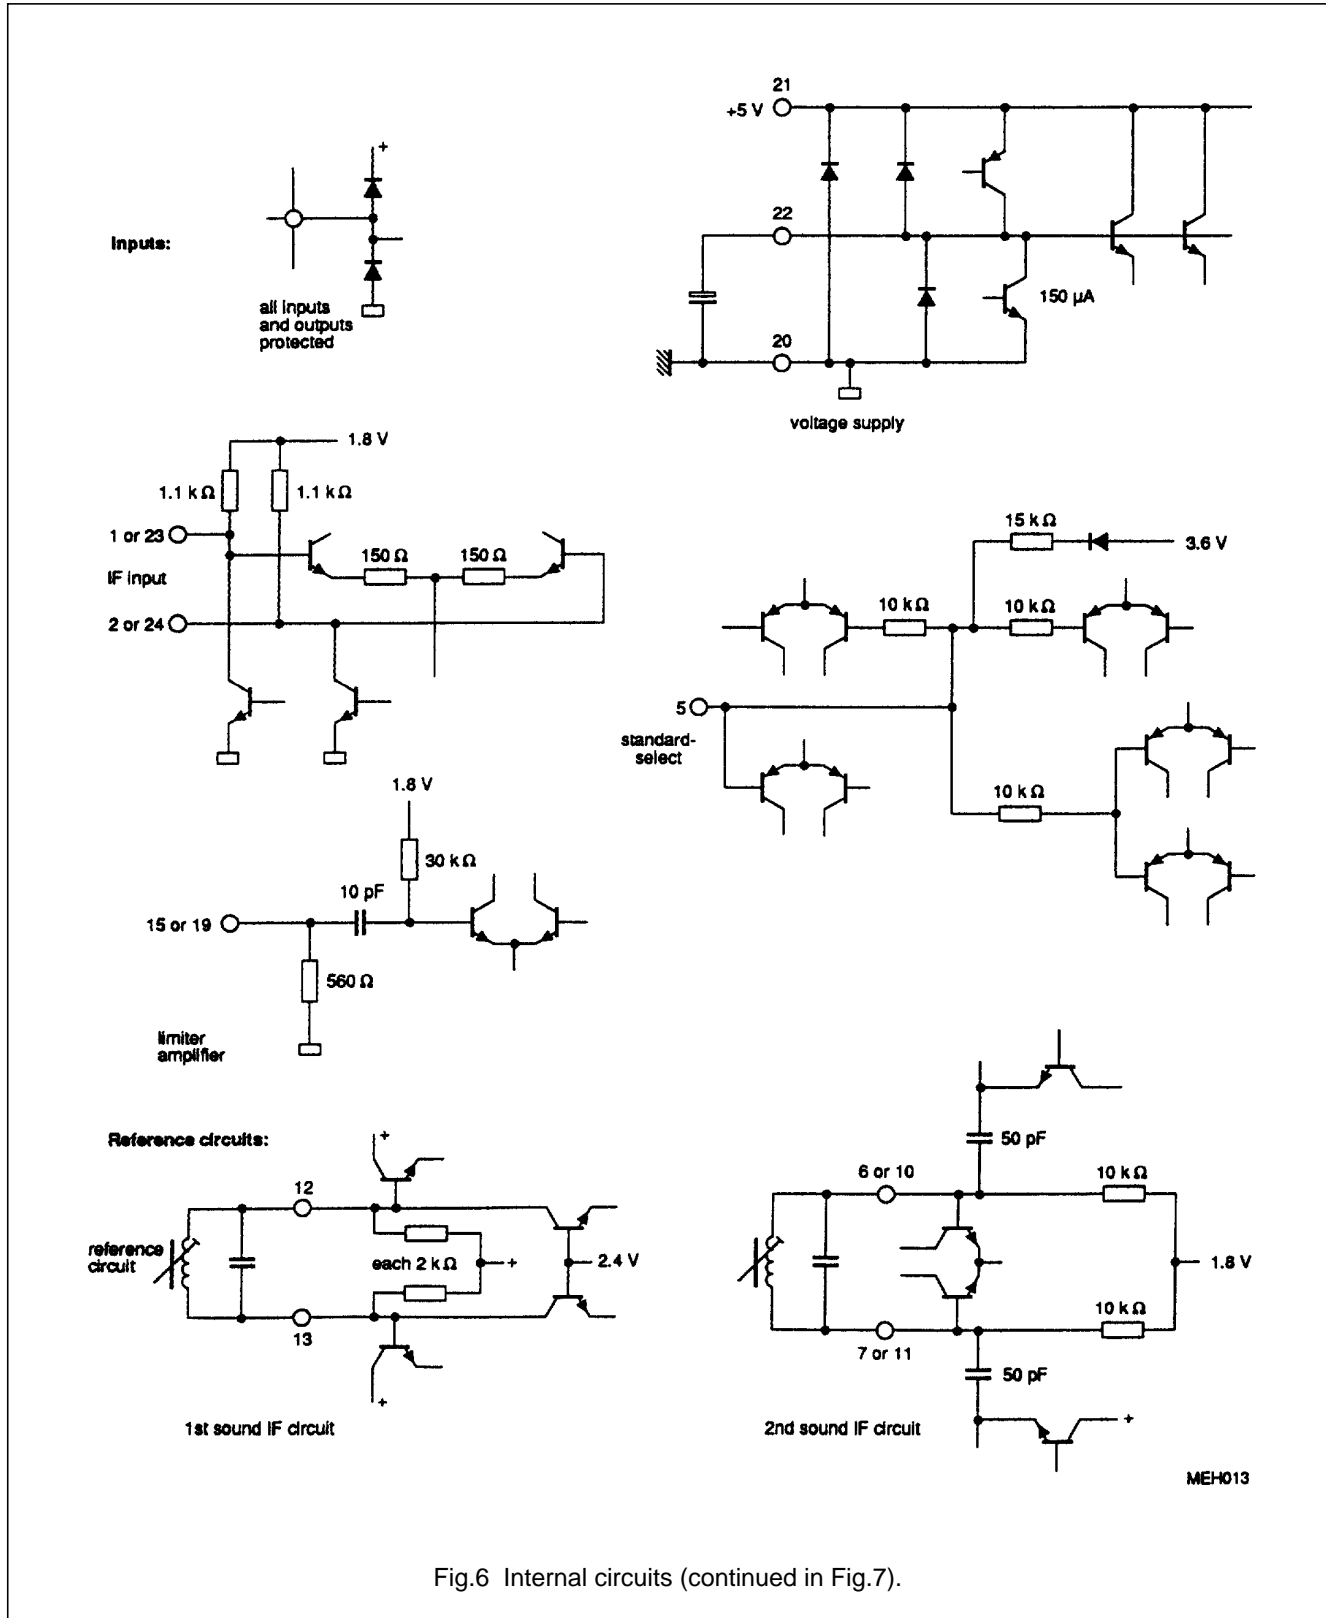 Inputs:
+
all inputs
and outputs
protected
21
+5 V
22
150 µA
20
voltage supply
1.8 V
1.1 kΩ
1.1 kΩ
1 or 23
150 Ω
150 Ω
IF input
2 or 24
15 kΩ
3.6 V
10 kΩ
10 kΩ
5
standard-
select
10 kΩ
1.8 V
30 kΩ
10 pF
15 or 19
560 Ω
limiter
amplifier
Reference circuits:
+
12
reference
circuit
each 2 kΩ
+
2.4 V
13
+
1st sound IF circuit
50 pF
6 or 10
10 kΩ
1.8 V
10 kΩ
7 or 11
50 pF
+
2nd sound IF circuit
MEH013
Fig.6 Internal circuits (continued in Fig.7).